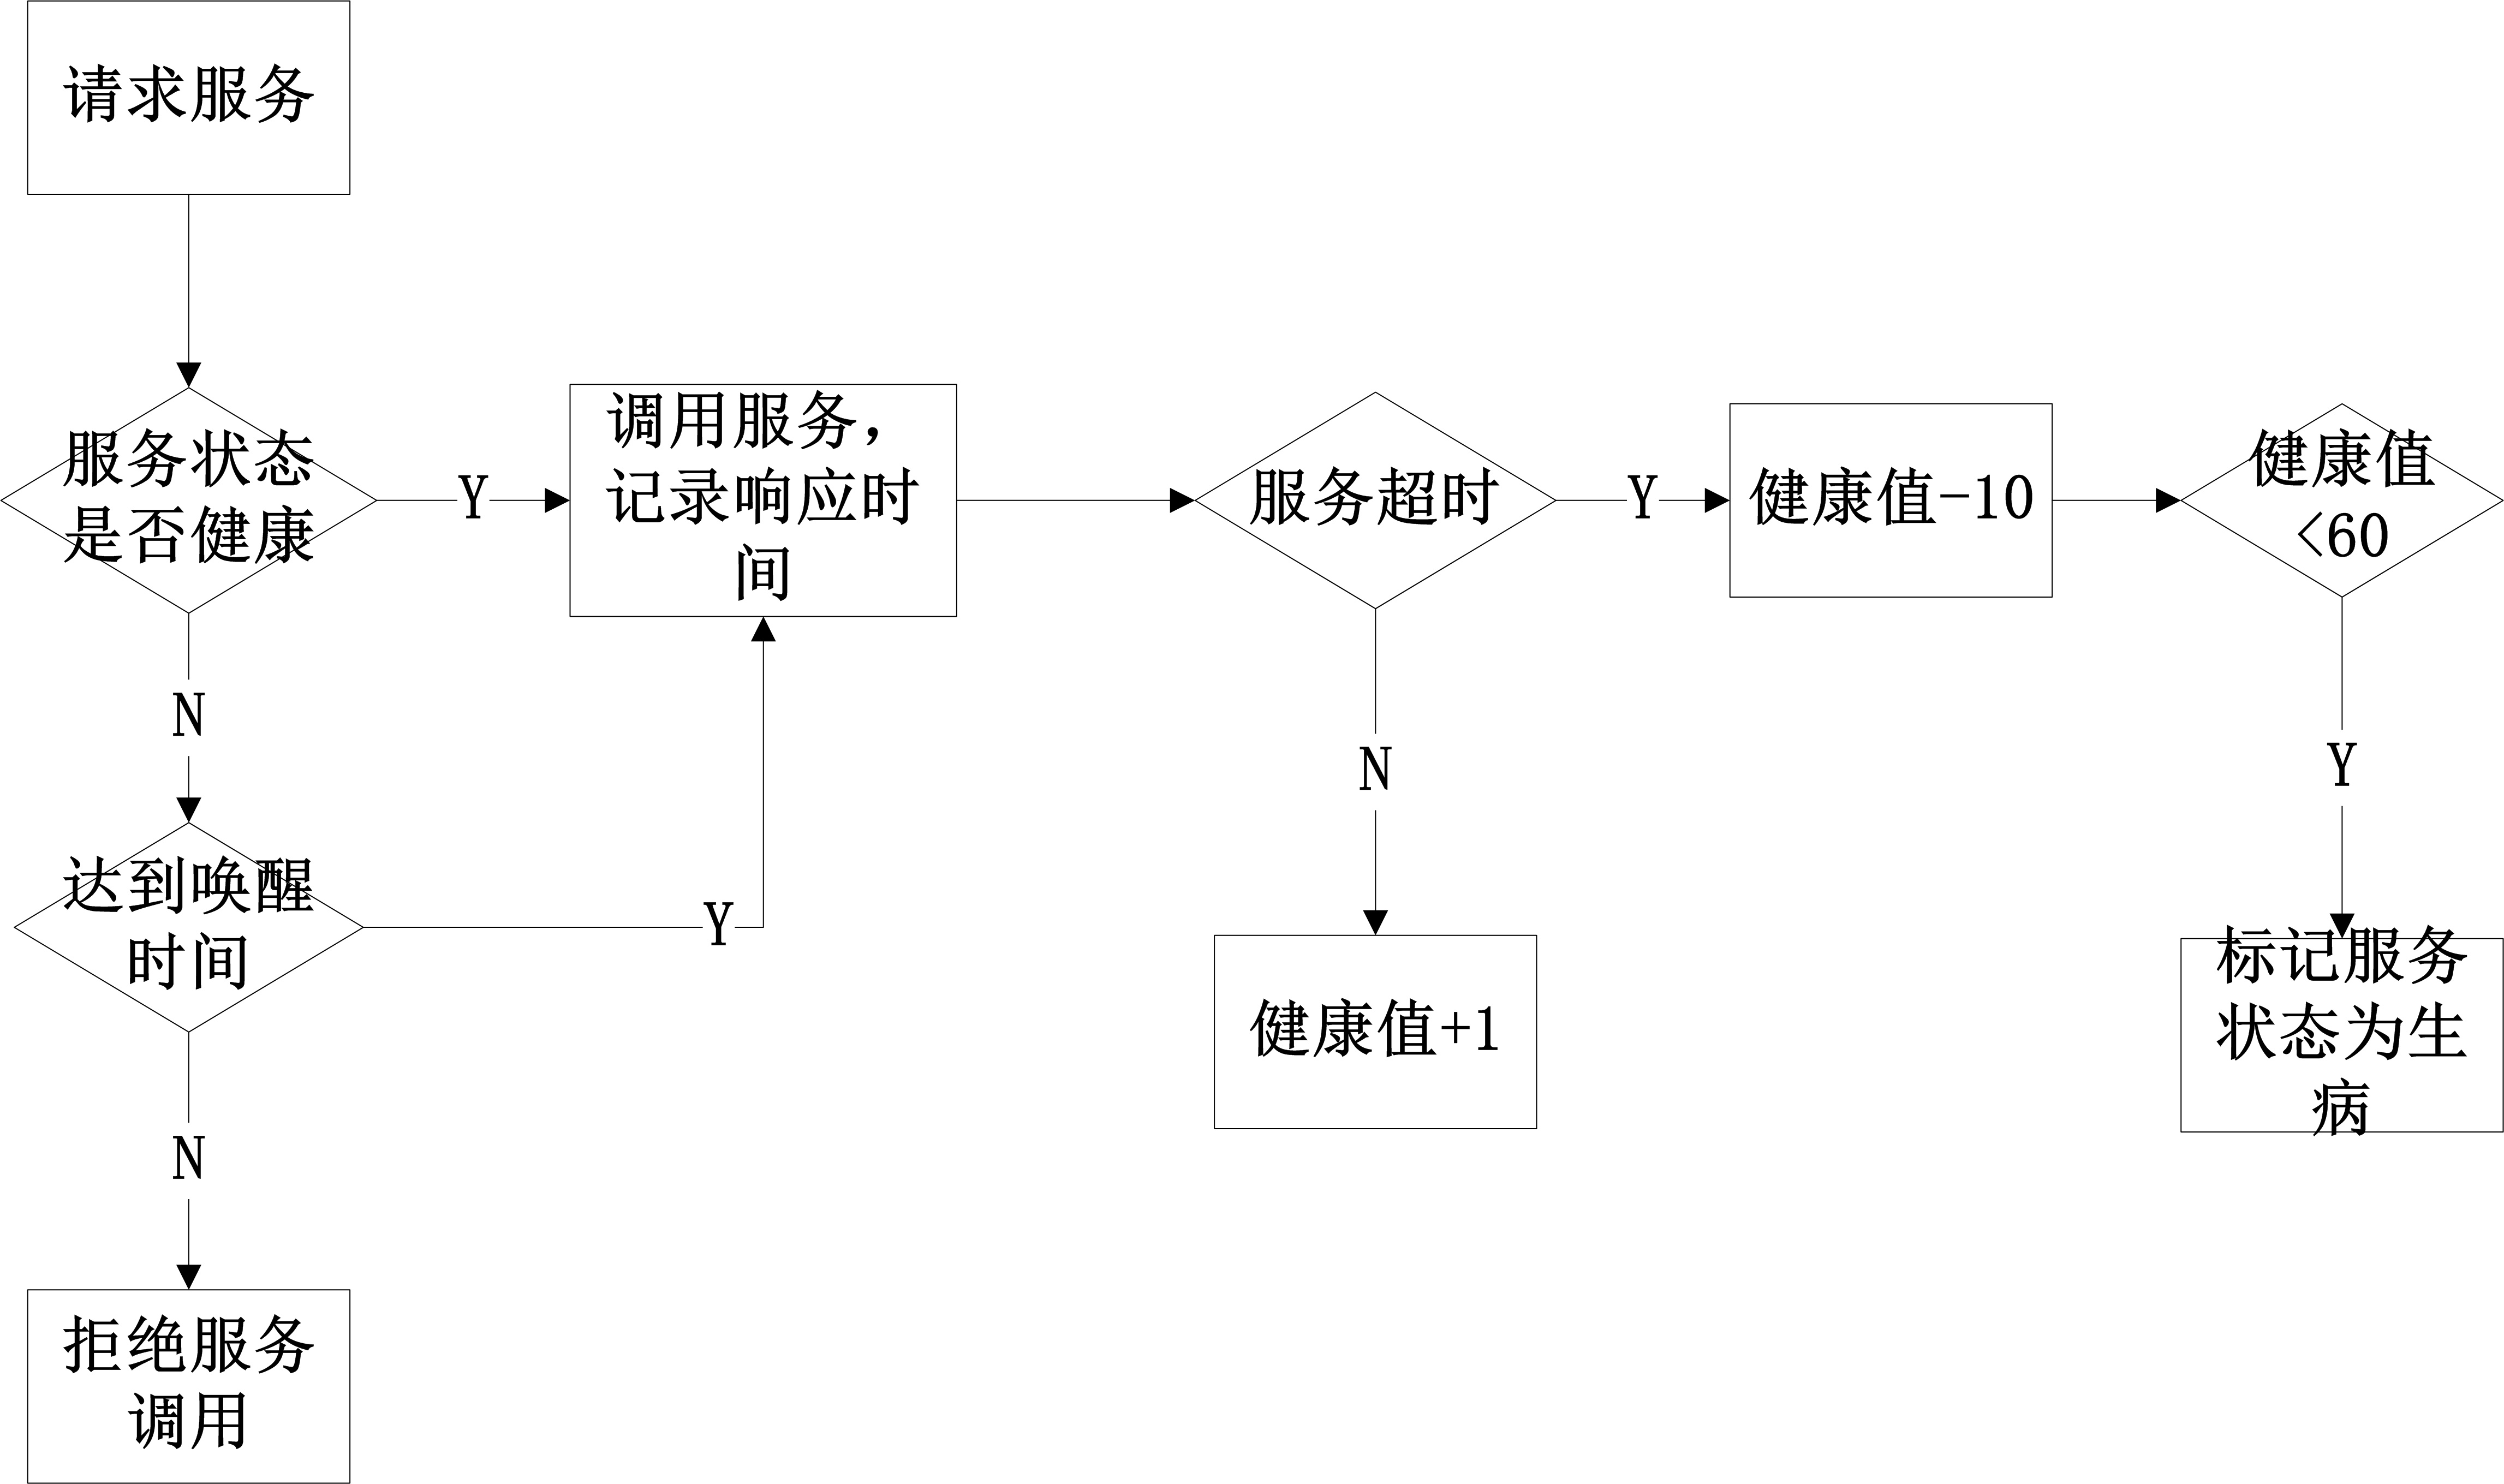 请求服务
服务状态
是否健康
Y
调用服务，
记录响应时
间
服务超时
Y
健康值-10
健康值
<60
N
N
Y
达到唤醒
时间
Y
健康值+1
标记服务
状态为生
病
N
拒绝服务
调用